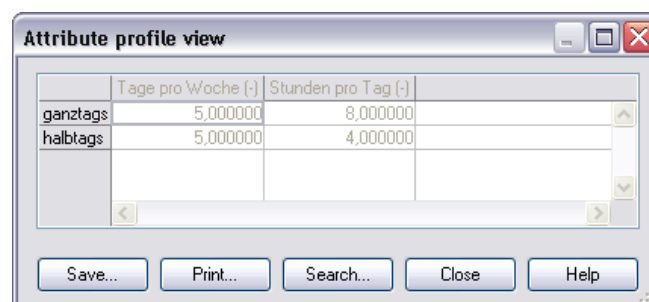 Attribute profile view
Tage pro Woche (-) Stunden pro Tag (-)
ganztags 5,000000 8,000000
halbtags 5,000000 4,000000
Save... Print... Search... Close Help